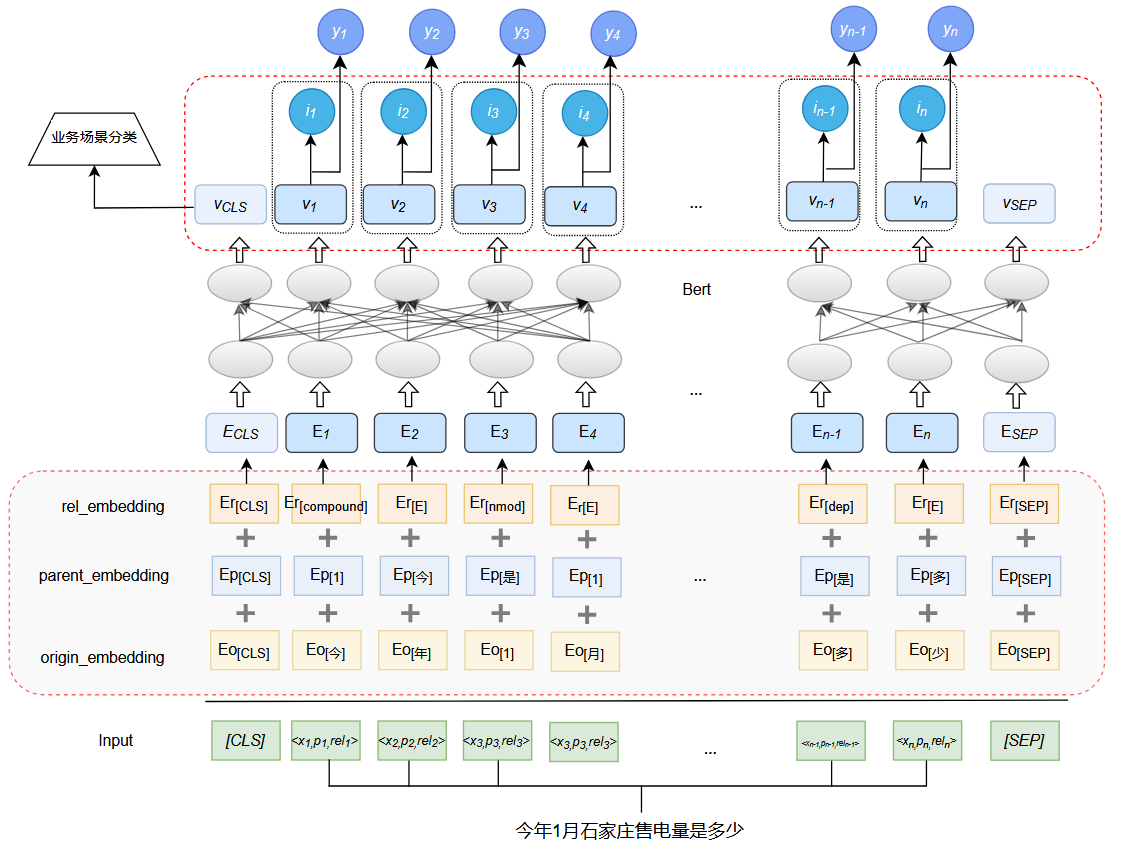 y1 y2 y3 y4 yn-1 yn
i1 i2 i3 i4 in-1 in
业务场景分类
vCLS v1 v2 v3 v4 ... vn-1 vn vSEP
Bert
...
ECLS E1 E2 E3 E4 En-1 En ESEP
rel_embedding Er[CLS] Er[compound] Er[E] Er[nmod] Er[E] Er[dep] Er[E] Er[SEP]
+ + + + + + + +
parent_embedding Ep[CLS] Ep[1] Ep[今] Ep[是] Ep[1] ... Ep[是] Ep[多] Ep[SEP]
+ + + + + + + +
origin_embedding Eo[CLS] Eo[今] Eo[年] Eo[1] Eo[月] Eo[多] Eo[少] Eo[SEP]
Input [CLS] <x1,p1,rel1> <x2,p2,rel2> <x3,p3,rel3> <x3,p3,rel3> ... <xn-1,pn-1,reln-1> <xn,pn,reln> [SEP]
今年1月石家庄售电量是多少